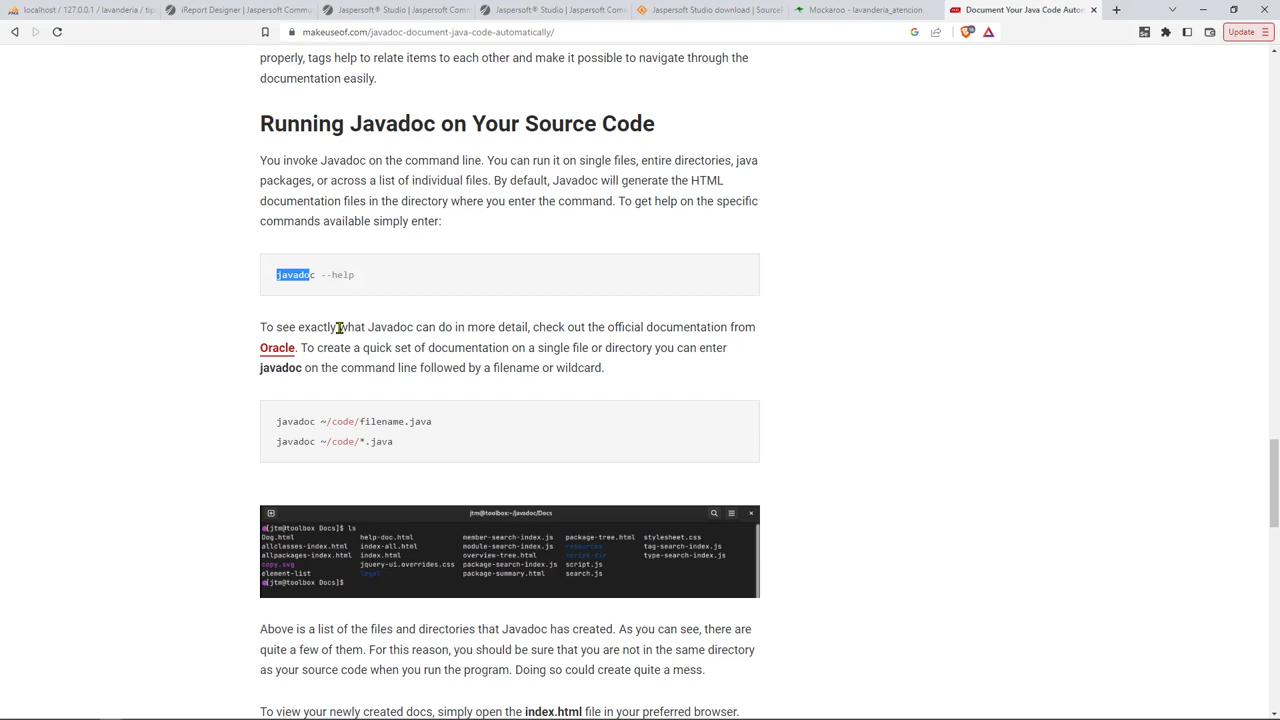 localhost / 127.0.0.1 / lavanderia / tip
iReport Designer | Jaspersoft Commu
Jaspersoft® Studio | Jaspersoft Comm
Jaspersoft® Studio | Jaspersoft Comm
Jaspersoft Studio download | Source
Mockaroo - lavanderia_atencion
Document Your Java Code Autom
makeuseof.com/javadoc-document-java-code-automatically/
Update
properly, tags help to relate items to each other and make it possible to navigate through the
documentation easily.
Running Javadoc on Your Source Code
You invoke Javadoc on the command line. You can run it on single files, entire directories, java
packages, or across a list of individual files. By default, Javadoc will generate the HTML
documentation files in the directory where you enter the command. To get help on the specific
commands available simply enter:
javadoc --help
To see exactly what Javadoc can do in more detail, check out the official documentation from
Oracle. To create a quick set of documentation on a single file or directory you can enter
javadoc on the command line followed by a filename or wildcard.
javadoc ~/code/filename.java
javadoc ~/code/*.java
jtm@toolbox:~/javadoc/Docs
[jtm@toolbox Docs]$ ls
Dog.html help-doc.html member-search-index.js package-tree.html stylesheet.css
allclasses-index.html index-all.html module-search-index.js resources tag-search-index.js
allpackages-index.html index.html overview-tree.html script-dir type-search-index.js
copy.svg jquery-ui.overrides.css package-search-index.js script.js
element-list legal package-summary.html search.js
[jtm@toolbox Docs]$
Above is a list of the files and directories that Javadoc has created. As you can see, there are
quite a few of them. For this reason, you should be sure that you are not in the same directory
as your source code when you run the program. Doing so could create quite a mess.
To view your newly created docs, simply open the index.html file in your preferred browser.